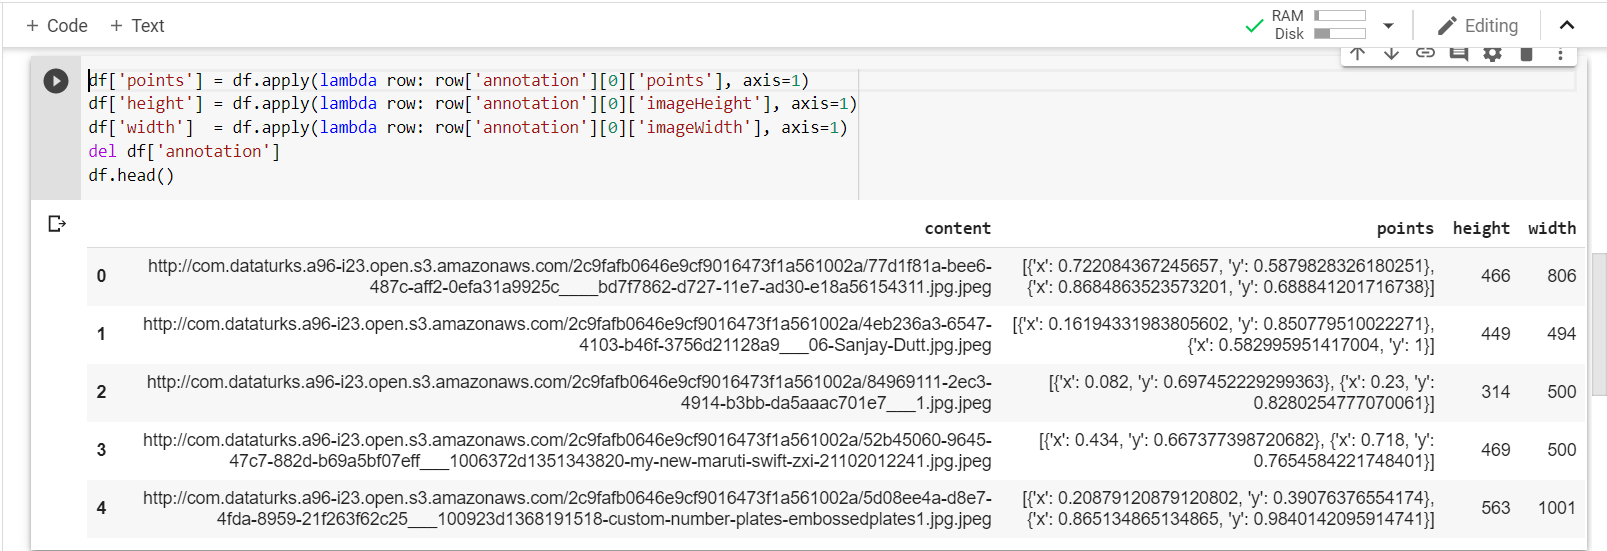 + Code + Text
RAM
Disk
Editing
df['points'] = df.apply(lambda row: row['annotation'][0]['points'], axis=1)
df['height'] = df.apply(lambda row: row['annotation'][0]['imageHeight'], axis=1)
df['width']  = df.apply(lambda row: row['annotation'][0]['imageWidth'], axis=1)
del df['annotation']
df.head()
content points height width
0 http://com.dataturks.a96-i23.open.s3.amazonaws.com/2c9fafb0646e9cf9016473f1a561002a/77d1f81a-bee6- [{'x': 0.722084367245657, 'y': 0.5879828326180251}, 466 806
487c-aff2-0efa31a9925c____bd7f7862-d727-11e7-ad30-e18a56154311.jpg.jpeg {'x': 0.8684863523573201, 'y': 0.688841201716738}]
1 http://com.dataturks.a96-i23.open.s3.amazonaws.com/2c9fafb0646e9cf9016473f1a561002a/4eb236a3-6547- [{'x': 0.16194331983805602, 'y': 0.850779510022271}, 449 494
4103-b46f-3756d21128a9___06-Sanjay-Dutt.jpg.jpeg {'x': 0.582995951417004, 'y': 1}]
2 http://com.dataturks.a96-i23.open.s3.amazonaws.com/2c9fafb0646e9cf9016473f1a561002a/84969111-2ec3- [{'x': 0.082, 'y': 0.697452229299363}, {'x': 0.23, 'y': 314 500
4914-b3bb-da5aaac701e7___1.jpg.jpeg 0.8280254777070061}]
3 http://com.dataturks.a96-i23.open.s3.amazonaws.com/2c9fafb0646e9cf9016473f1a561002a/52b45060-9645- [{'x': 0.434, 'y': 0.667377398720682}, {'x': 0.718, 'y': 469 500
47c7-882d-b69a5bf07eff___1006372d1351343820-my-new-maruti-swift-zxi-21102012241.jpg.jpeg 0.7654584221748401}]
4 http://com.dataturks.a96-i23.open.s3.amazonaws.com/2c9fafb0646e9cf9016473f1a561002a/5d08ee4a-d8e7- [{'x': 0.20879120879120802, 'y': 0.39076376554174}, 563 1001
4fda-8959-21f263f62c25___100923d1368191518-custom-number-plates-embossedplates1.jpg.jpeg {'x': 0.865134865134865, 'y': 0.9840142095914741}]